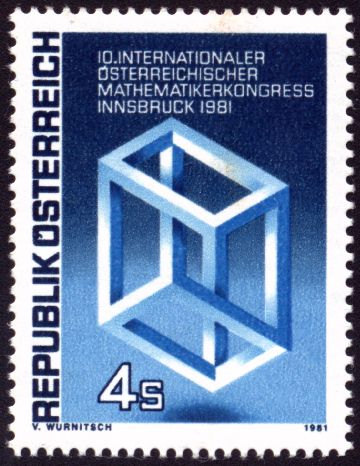 REPUBLIK ÖSTERREICH
10.INTERNATIONALER
ÖSTERREICHISCHER
MATHEMATIKERKONGRESS
INNSBRUCK 1981
4S
V. WURNITSCH
1981